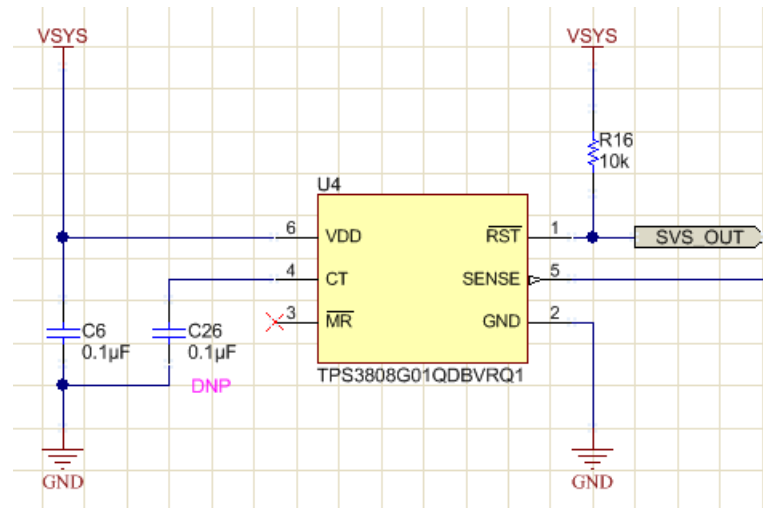 VSYS
VSYS
R16
10k
U4
6
VDD
RST
1
SVS_OUT
4
CT
SENSE
5
3
MR
GND
2
C6
0.1µF
C26
0.1µF
TPS3808G01QDBVRQ1
DNP
GND
GND